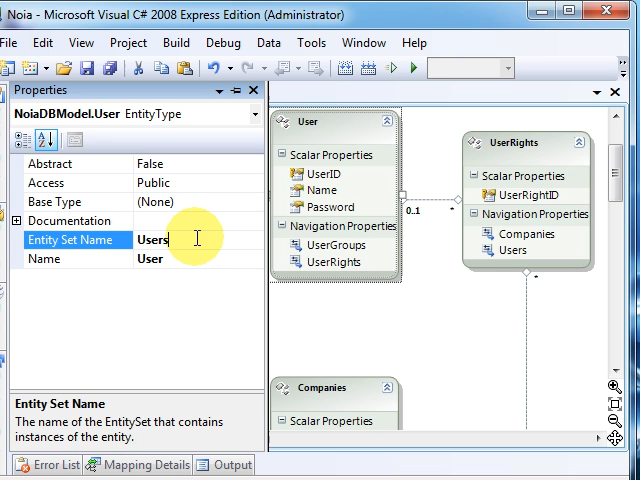 Noia - Microsoft Visual C# 2008 Express Edition (Administrator)
File Edit View Project Build Debug Data Tools Window Help
Properties
NoiaDBModel.User EntityType
Abstract False
Access Public
Base Type (None)
Documentation
Entity Set Name Users
Name User
Entity Set Name
The name of the EntitySet that contains
instances of the entity.
Error List Mapping Details Output
User
Scalar Properties
UserID
Name
Password
Navigation Properties
UserGroups
UserRights
0..1
*
UserRights
Scalar Properties
UserRightID
Navigation Properties
Companies
Users
*
Companies
Scalar Properties